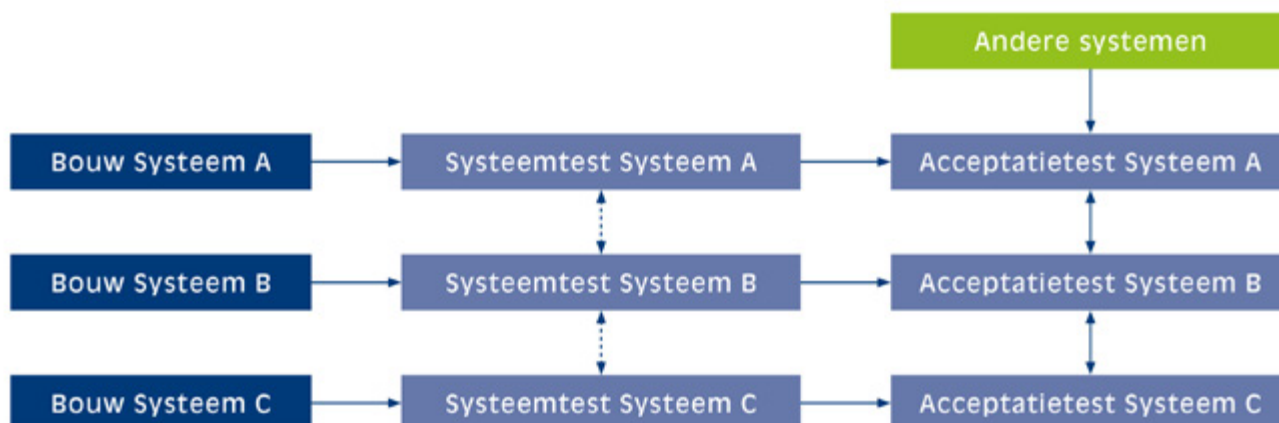 Andere systemen
Bouw Systeem A
Systeemtest Systeem A
Acceptatietest Systeem A
Bouw Systeem B
Systeemtest Systeem B
Acceptatietest Systeem B
Bouw Systeem C
Systeemtest Systeem C
Acceptatietest Systeem C